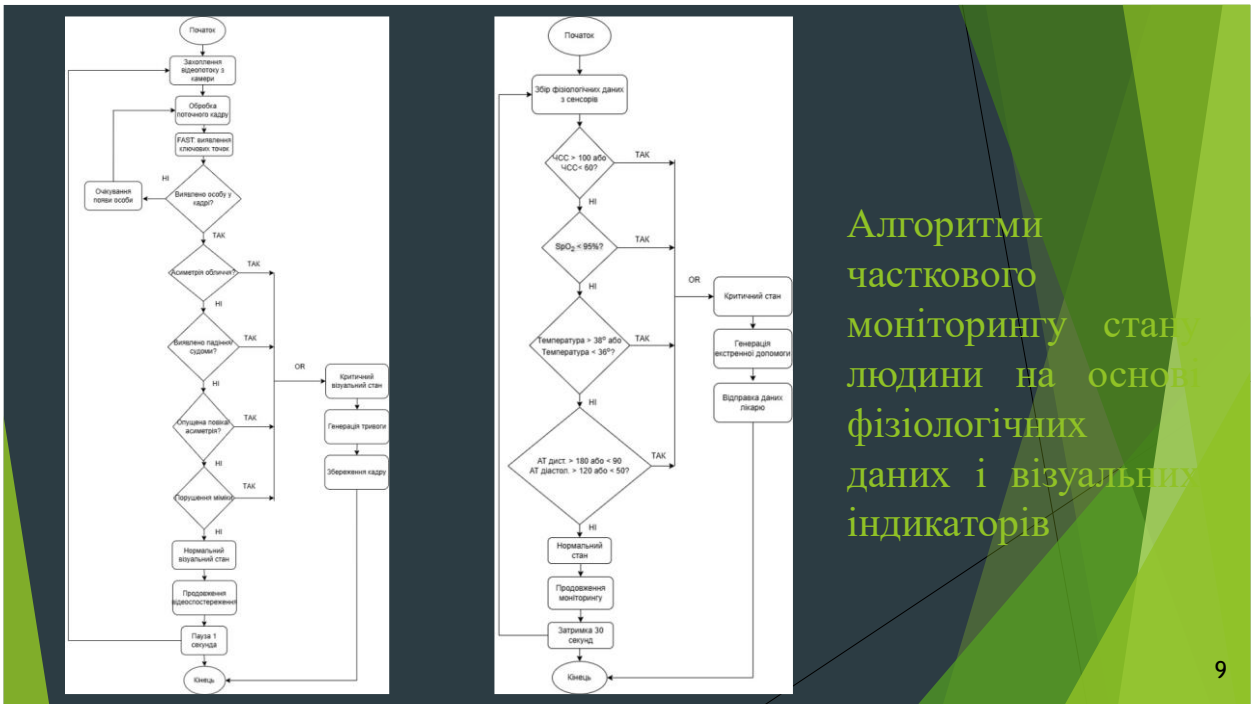 Початок
Захоплення
відеопотоку з
камери
Обробка
поточного кадру
FAST: виявлення
ключових точок
НІ
Очікування
появи особи
Виявлено особу у
кадрі?
ТАК
Асиметрія обличчя?
ТАК
НІ
Виявлено падіння/
судоми?
ТАК
НІ
Опущена повіка/
асиметрія?
ТАК
НІ
Порушення міміки
ТАК
НІ
OR
Критичний
візуальний стан
Генерація тривоги
Збереження кадру
Нормальний
візуальний стан
Продовження
відеоспостереження
Пауза 1
секунда
Кінець
Початок
Збір фізіологічних даних
з сенсорів
ЧСС > 100 або
ЧСС< 60?
ТАК
НІ
SpO₂ < 95%?
ТАК
НІ
Температура > 38° або
Температура < 36°?
ТАК
НІ
АТ дист. > 180 або < 90
АТ діастол. > 120 або < 50?
ТАК
НІ
OR
Критичний стан
Генерація
екстренної допомоги
Відправка даних
лікарю
Нормальний
стан
Продовження
моніторингу
Затримка 30
секунд
Кінець
Алгоритми
часткового
моніторингу стану
людини на основі
фізіологічних
даних і візуальних
індикаторів
9